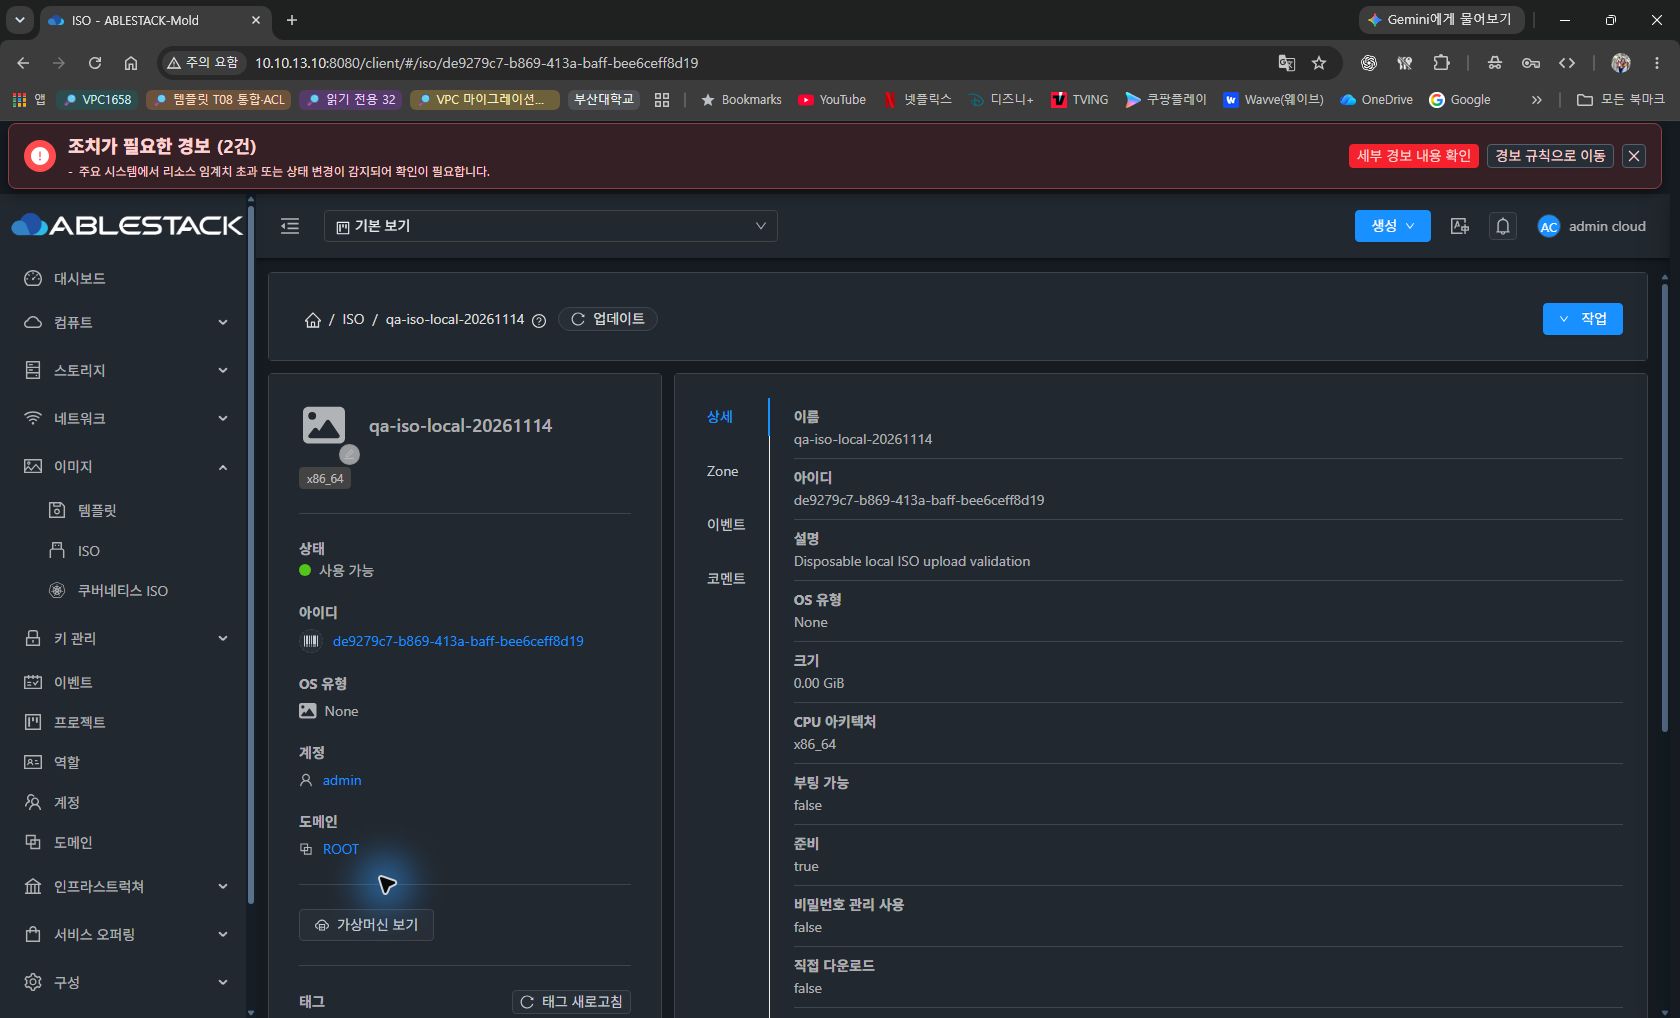 ISO - ABLESTACK-Mold
Gemini에게 물어보기
주의 요함
10.10.13.10:8080/client/#/iso/de9279c7-b869-413a-baff-bee6ceff8d19
앱
VPC1658
템플릿 T08 통합·ACL
읽기 전용 32
VPC 마이그레이션...
부산대학교
Bookmarks
YouTube
넷플릭스
디즈니+
TVING
쿠팡플레이
Wavve(웨이브)
OneDrive
Google
모든 북마크
조치가 필요한 경보 (2건)
- 주요 시스템에서 리소스 임계치 초과 또는 상태 변경이 감지되어 확인이 필요합니다.
세부 경보 내용 확인
경보 규칙으로 이동
ABLESTACK
기본 보기
생성
AC
admin cloud
대시보드
컴퓨트
스토리지
네트워크
이미지
템플릿
ISO
쿠버네티스 ISO
키 관리
이벤트
프로젝트
역할
계정
도메인
인프라스트럭쳐
서비스 오퍼링
구성
/ ISO / qa-iso-local-20261114
업데이트
작업
qa-iso-local-20261114
x86_64
상태
사용 가능
아이디
de9279c7-b869-413a-baff-bee6ceff8d19
OS 유형
None
계정
admin
도메인
ROOT
가상머신 보기
태그
태그 새로고침
상세
Zone
이벤트
코멘트
이름
qa-iso-local-20261114
아이디
de9279c7-b869-413a-baff-bee6ceff8d19
설명
Disposable local ISO upload validation
OS 유형
None
크기
0.00 GiB
CPU 아키텍처
x86_64
부팅 가능
false
준비
true
비밀번호 관리 사용
false
직접 다운로드
false